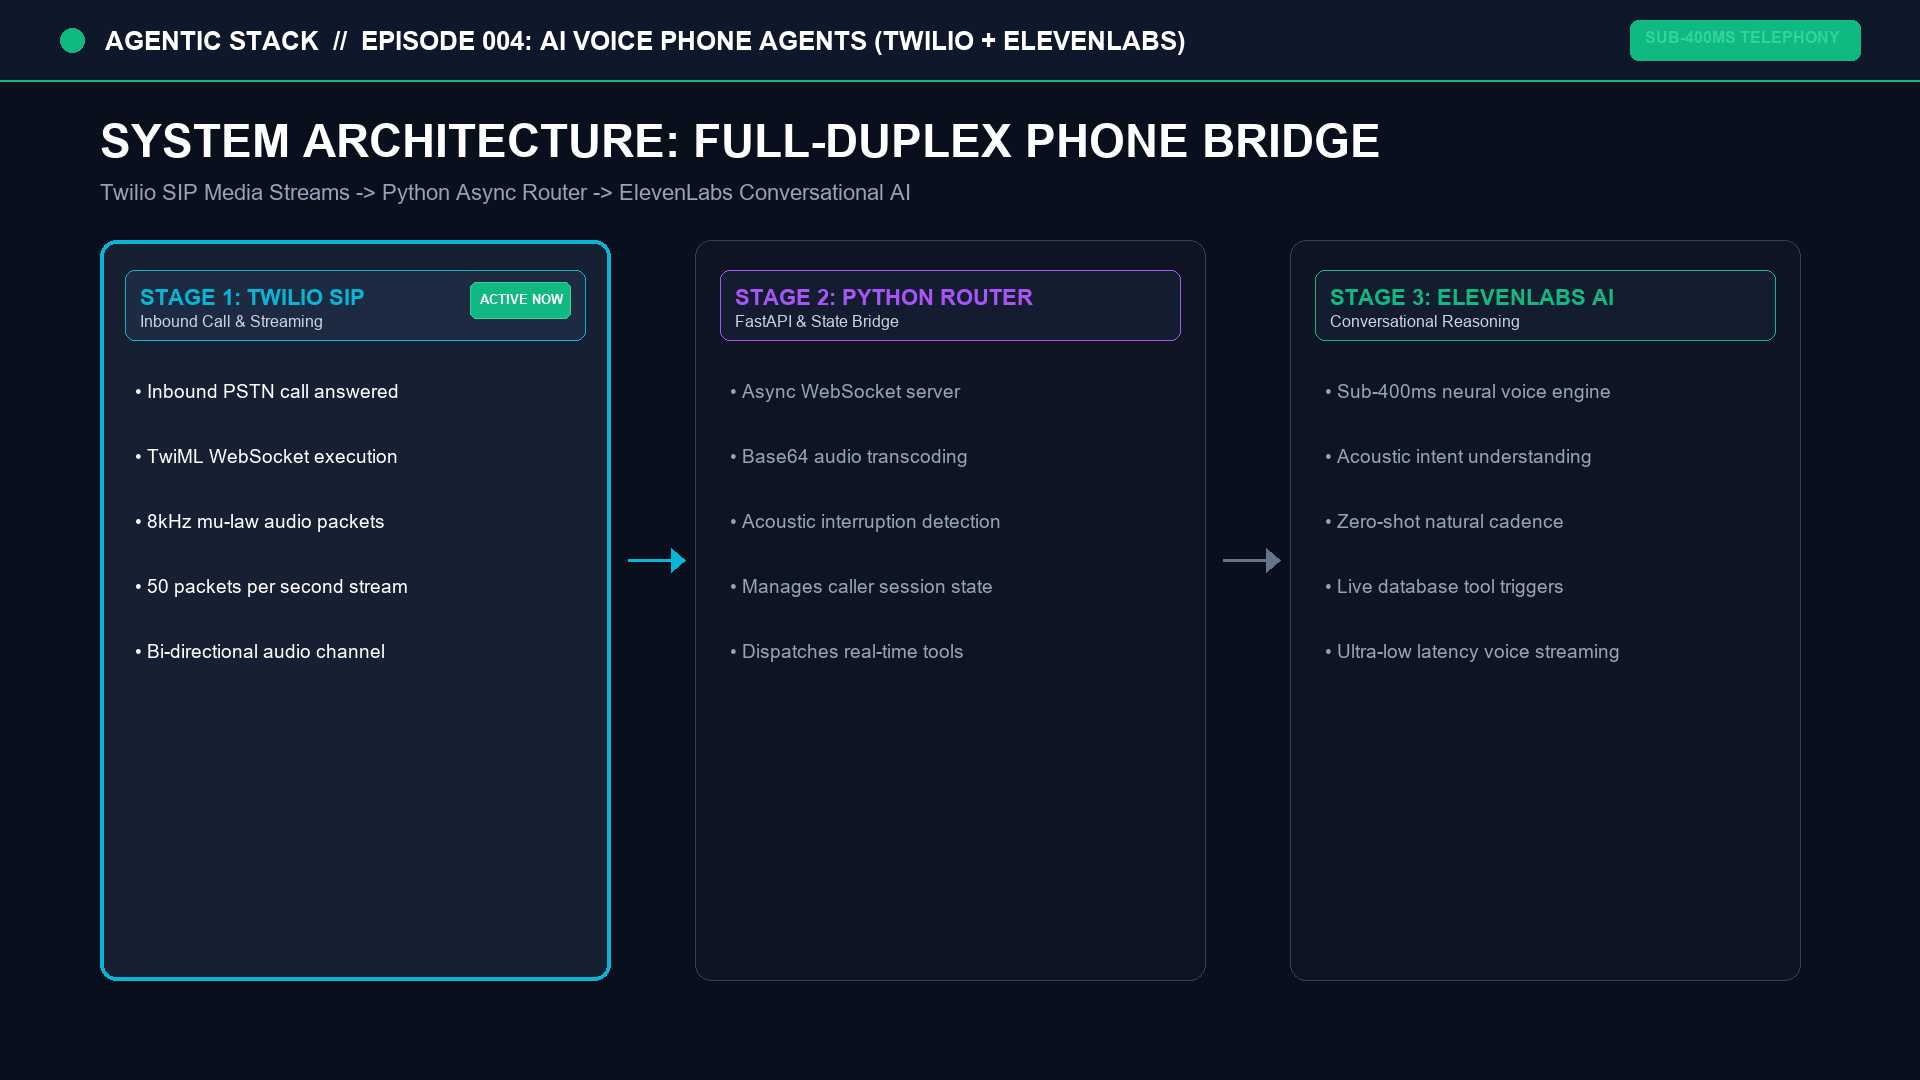 AGENTIC STACK // EPISODE 004: AI VOICE PHONE AGENTS (TWILIO + ELEVENLABS)
SUB-400MS TELEPHONY
SYSTEM ARCHITECTURE: FULL-DUPLEX PHONE BRIDGE
Twilio SIP Media Streams -> Python Async Router -> ElevenLabs Conversational AI
STAGE 1: TWILIO SIP
ACTIVE NOW
Inbound Call & Streaming
• Inbound PSTN call answered
• TwiML WebSocket execution
• 8kHz mu-law audio packets
• 50 packets per second stream
• Bi-directional audio channel
STAGE 2: PYTHON ROUTER
FastAPI & State Bridge
• Async WebSocket server
• Base64 audio transcoding
• Acoustic interruption detection
• Manages caller session state
• Dispatches real-time tools
STAGE 3: ELEVENLABS AI
Conversational Reasoning
• Sub-400ms neural voice engine
• Acoustic intent understanding
• Zero-shot natural cadence
• Live database tool triggers
• Ultra-low latency voice streaming